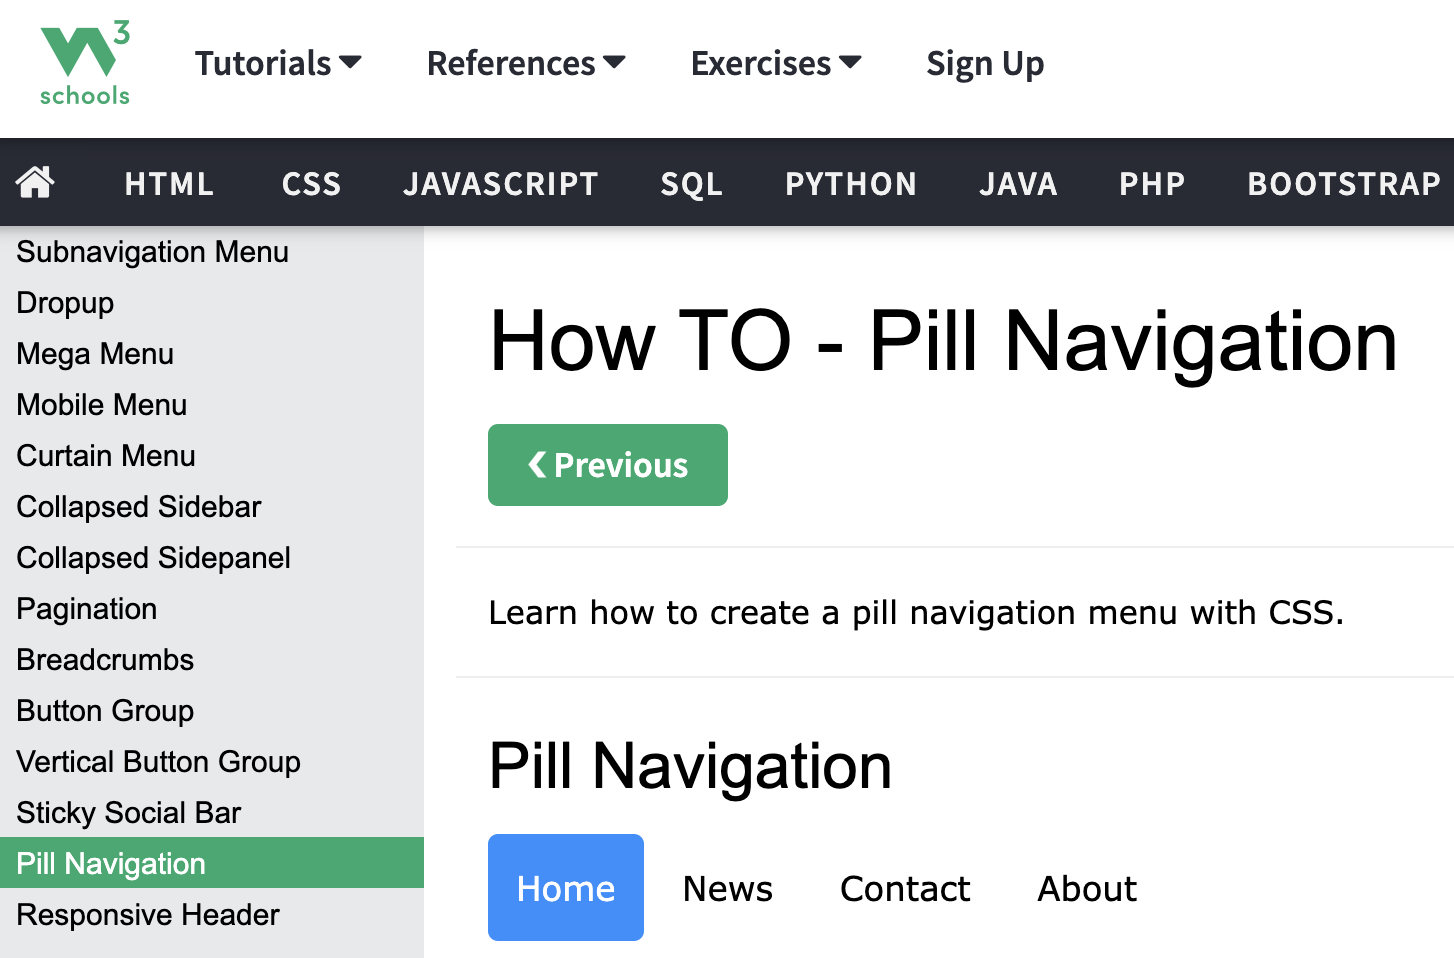 3
schools
Tutorials References Exercises Sign Up
HTML CSS JAVASCRIPT SQL PYTHON JAVA PHP BOOTSTRAP
Subnavigation Menu
Dropup
Mega Menu
Mobile Menu
Curtain Menu
Collapsed Sidebar
Collapsed Sidepanel
Pagination
Breadcrumbs
Button Group
Vertical Button Group
Sticky Social Bar
Pill Navigation
Responsive Header
How TO - Pill Navigation
❮ Previous
Learn how to create a pill navigation menu with CSS.
Pill Navigation
Home News Contact About